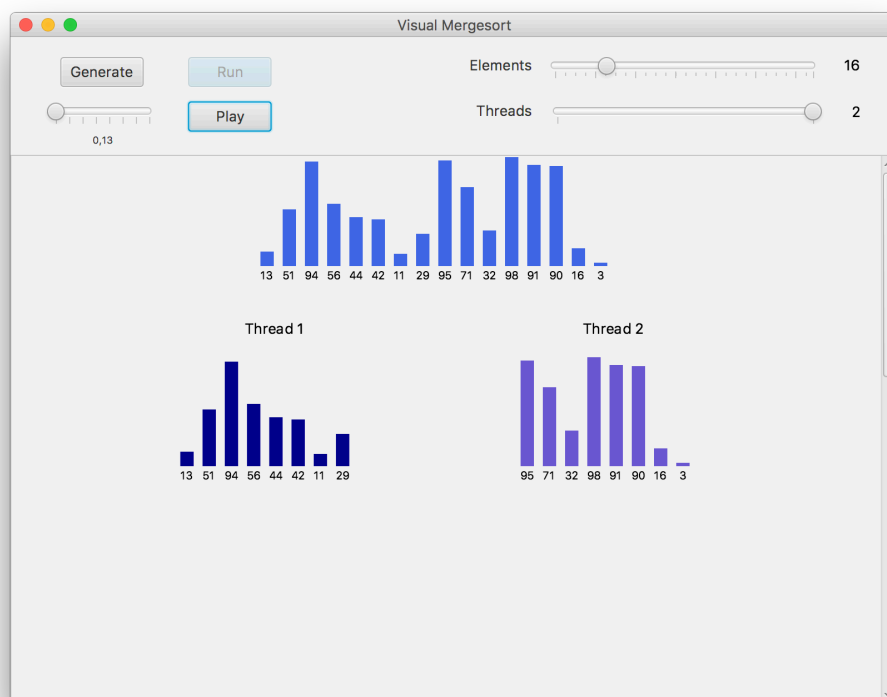 Visual Mergesort
Generate Run Elements 16
0,13 Play Threads 2
13 51 94 56 44 42 11 29 95 71 32 98 91 90 16 3
Thread 1 Thread 2
13 51 94 56 44 42 11 29 95 71 32 98 91 90 16 3